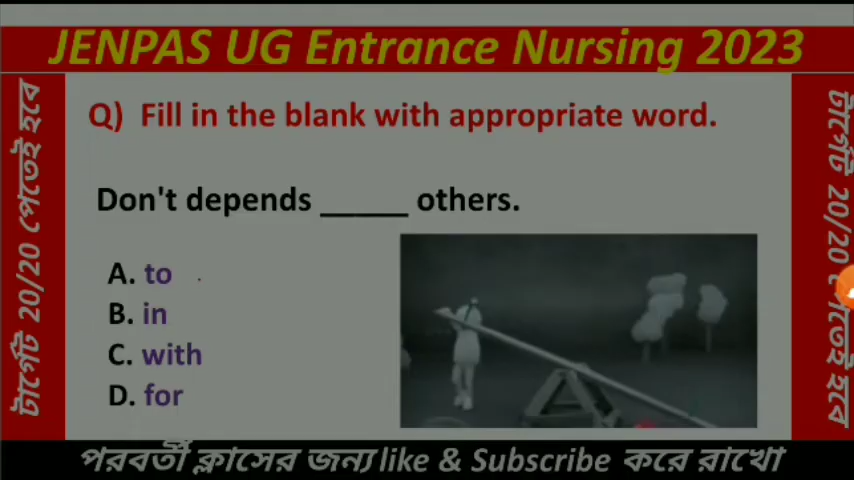 JENPAS UG Entrance Nursing 2023
টার্গেট 20/20 পেতেই হবে
Q) Fill in the blank with appropriate word.
Don't depends _____ others.
A. to
B. in
C. with
D. for
টার্গেট 20/20 পেতেই হবে
পরবর্তী ক্লাসের জন্য like & Subscribe করে রাখো